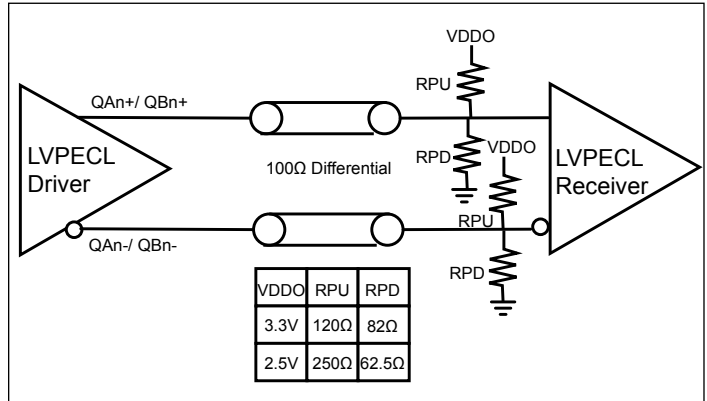 VDDO
RPU
QAn+/ QBn+
LVPECL
Driver
100Ω Differential
RPD
VDDO
LVPECL
Receiver
RPU
QAn-/ QBn-
RPD
VDDO RPU RPD
3.3V 120Ω 82Ω
2.5V 250Ω 62.5Ω